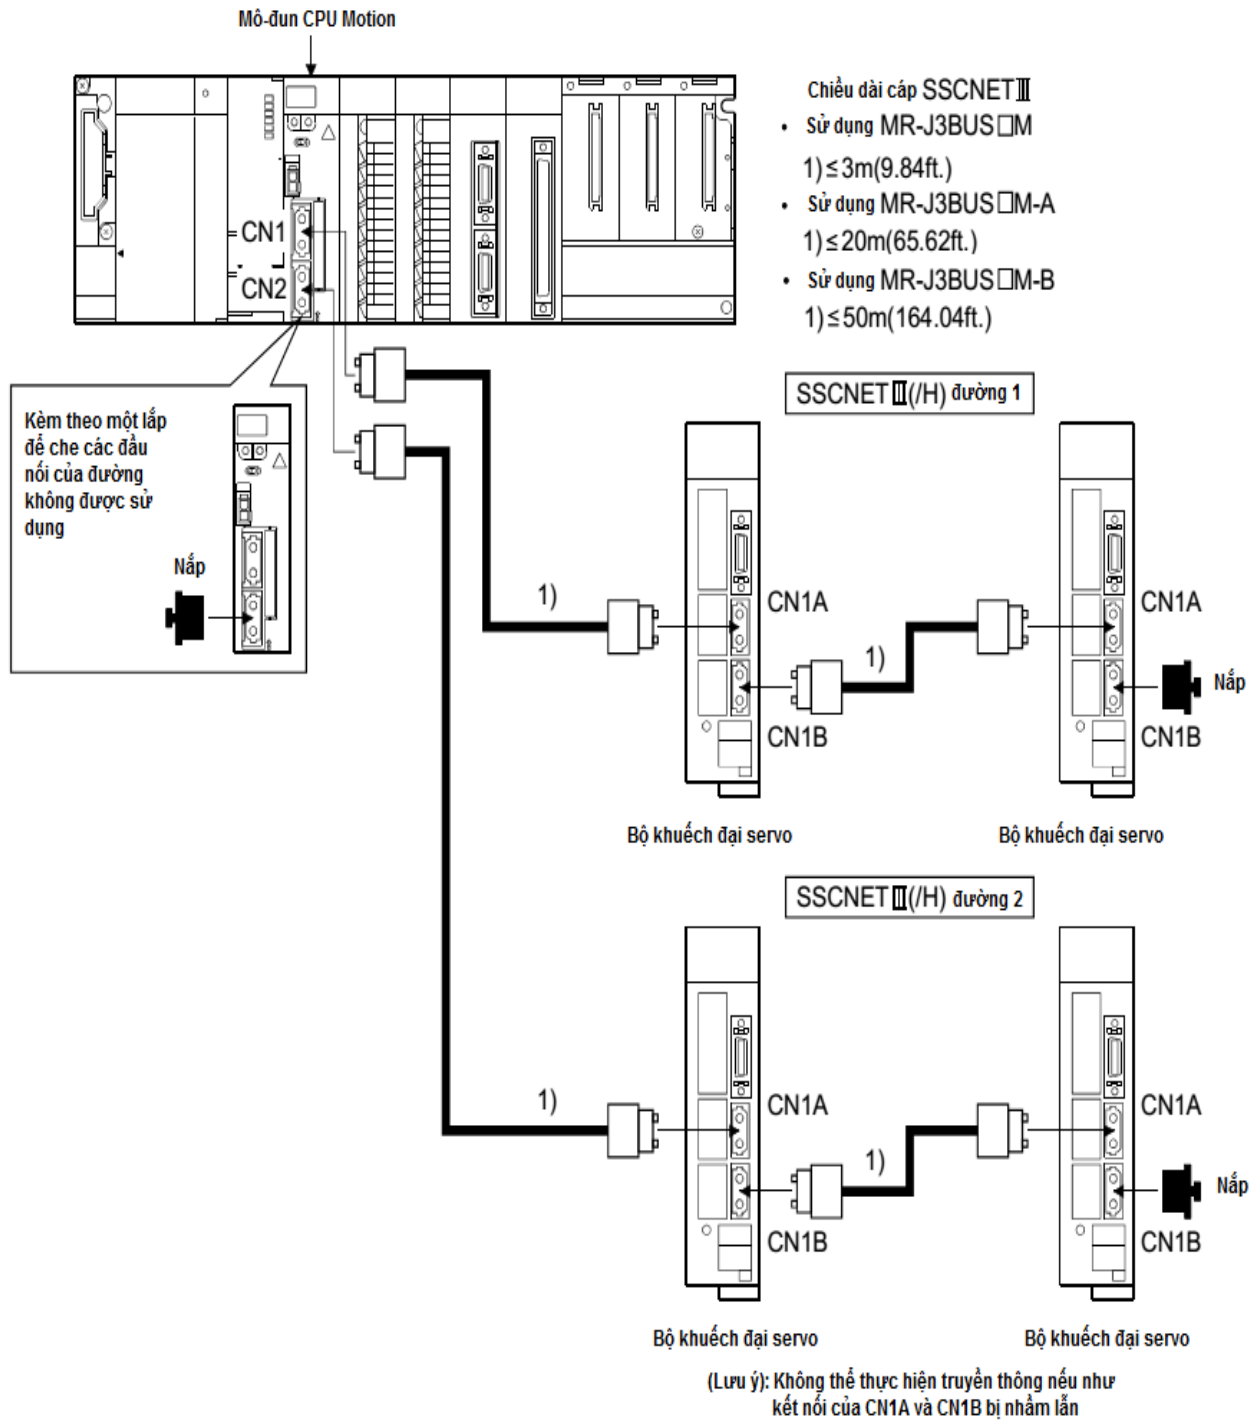 Mô-đun CPU Motion
Chiều dài cáp SSCNETⅢ
• Sử dụng MR-J3BUS□M
1)≤3m(9.84ft.)
• Sử dụng MR-J3BUS□M-A
1)≤20m(65.62ft.)
• Sử dụng MR-J3BUS□M-B
1)≤50m(164.04ft.)
CN1
CN2
Kèm theo một lắp
để che các đầu
nối của đường
không được sử
dụng
Nắp
SSCNETⅢ(/H) đường 1
1)
CN1A
CN1A
1)
Nắp
CN1B
CN1B
Bộ khuếch đại servo
Bộ khuếch đại servo
SSCNETⅢ(/H) đường 2
1)
CN1A
CN1A
1)
Nắp
CN1B
CN1B
Bộ khuếch đại servo
Bộ khuếch đại servo
(Lưu ý): Không thể thực hiện truyền thông nếu như
kết nối của CN1A và CN1B bị nhầm lẫn